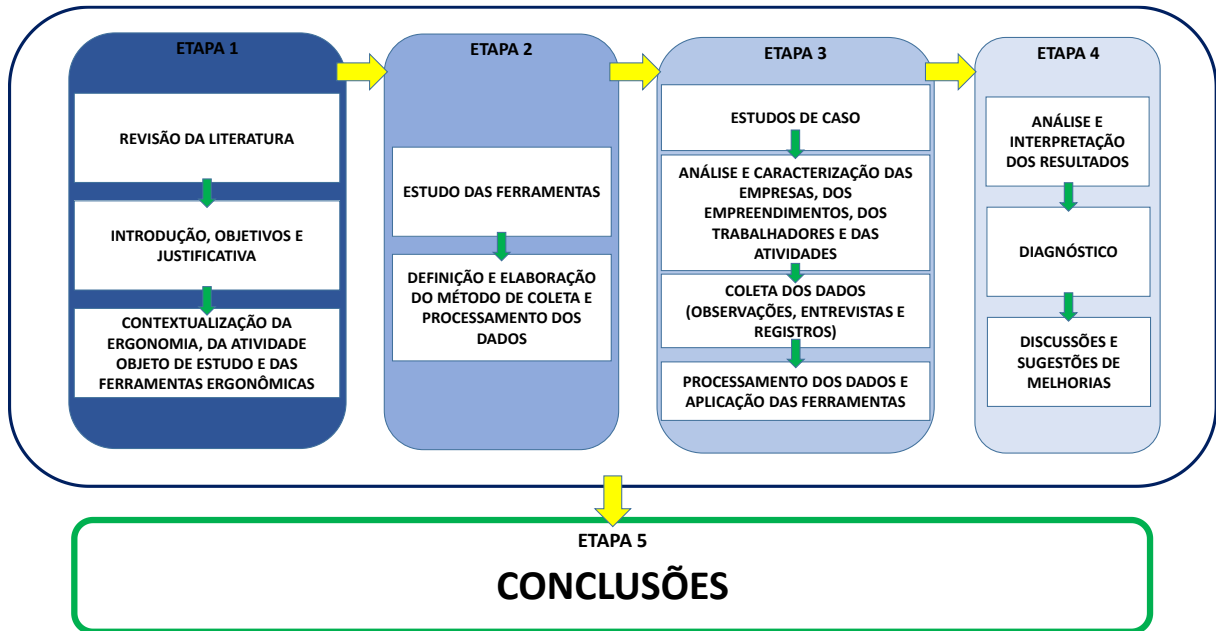 ETAPA 1
REVISÃO DA LITERATURA
INTRODUÇÃO, OBJETIVOS E
JUSTIFICATIVA
CONTEXTUALIZAÇÃO DA
ERGONOMIA, DA ATIVIDADE
OBJETO DE ESTUDO E DAS
FERRAMENTAS ERGONÔMICAS
ETAPA 2
ESTUDO DAS FERRAMENTAS
DEFINIÇÃO E ELABORAÇÃO
DO MÉTODO DE COLETA E
PROCESSAMENTO DOS
DADOS
ETAPA 3
ESTUDOS DE CASO
ANÁLISE E CARACTERIZAÇÃO DAS
EMPRESAS, DOS
EMPREENDIMENTOS, DOS
TRABALHADORES E DAS
ATIVIDADES
COLETA DOS DADOS
(OBSERVAÇÕES, ENTREVISTAS E
REGISTROS)
PROCESSAMENTO DOS DADOS E
APLICAÇÃO DAS FERRAMENTAS
ETAPA 4
ANÁLISE E
INTERPRETAÇÃO
DOS RESULTADOS
DIAGNÓSTICO
DISCUSSÕES E
SUGESTÕES DE
MELHORIAS
ETAPA 5
CONCLUSÕES